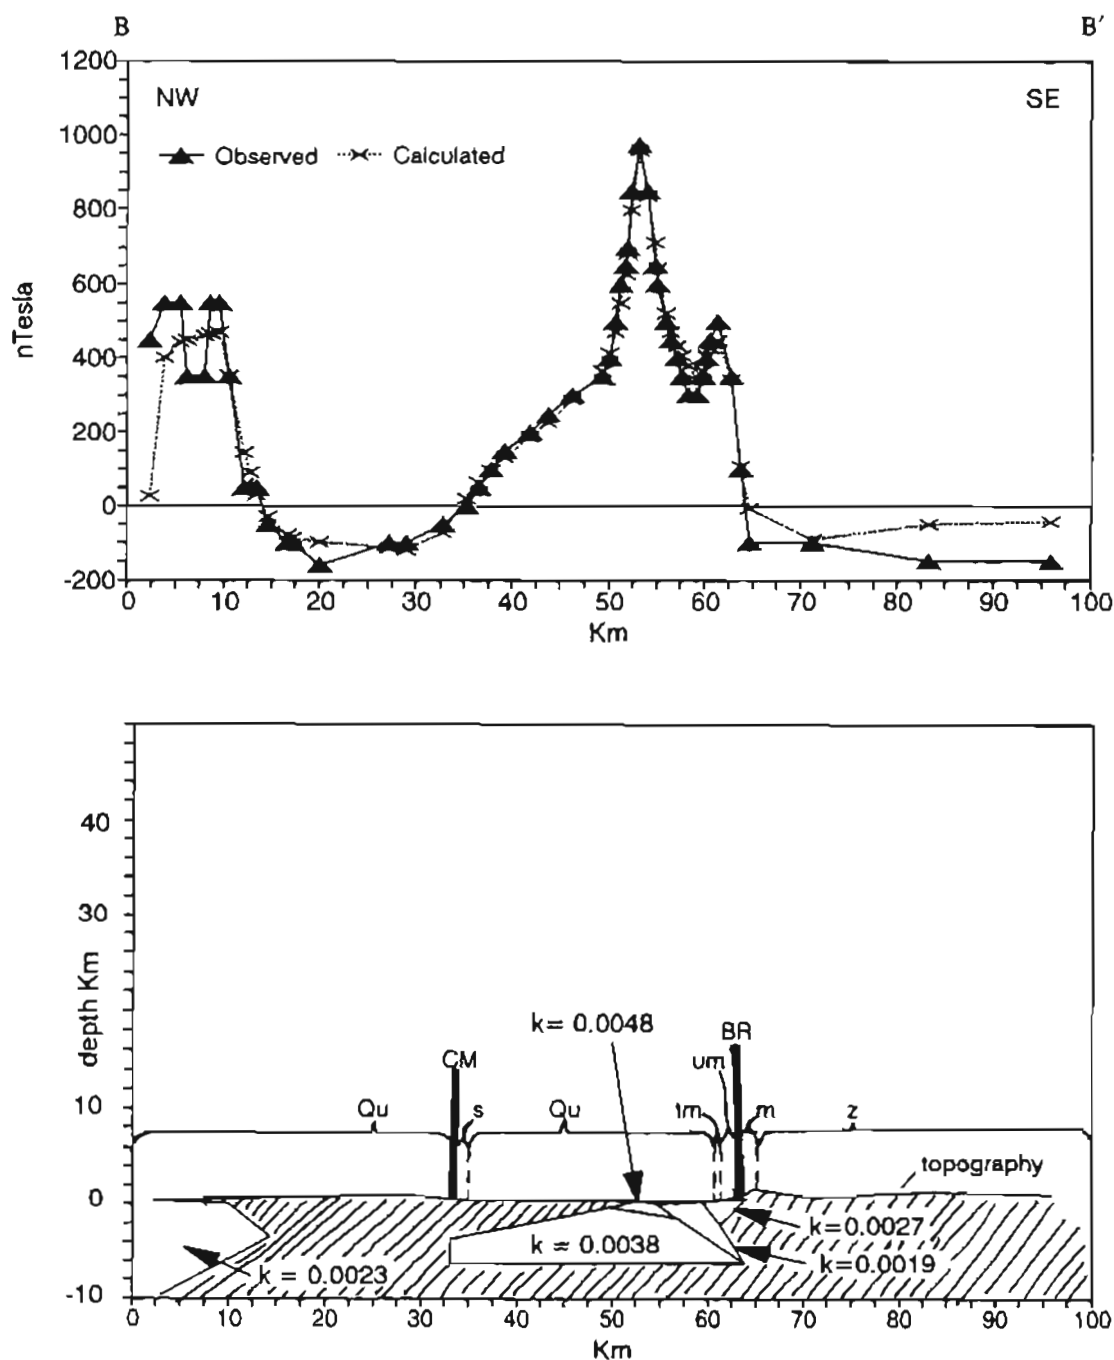 B B′
1200
NW SE
1000
Observed Calculated
800
600
nTesla
400
200
0
-200
0 10 20 30 40 50 60 70 80 90 100
Km
40
30
depth Km
k= 0.0048
BR
CM
um
10
Qu s Qu tm m z
topography
0
k=0.0027
k = 0.0038
k=0.0019
k = 0.0023
-10
0 10 20 30 40 50 60 70 80 90 100
Km